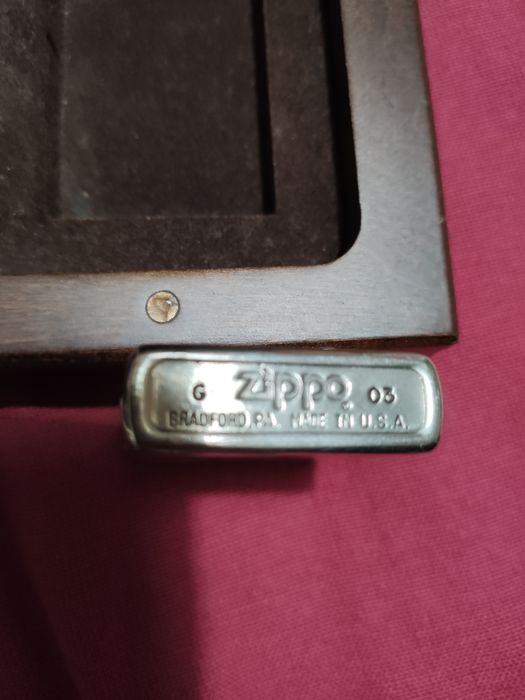 G zippo 03
BRADFORD, PA. MADE IN U.S.A.